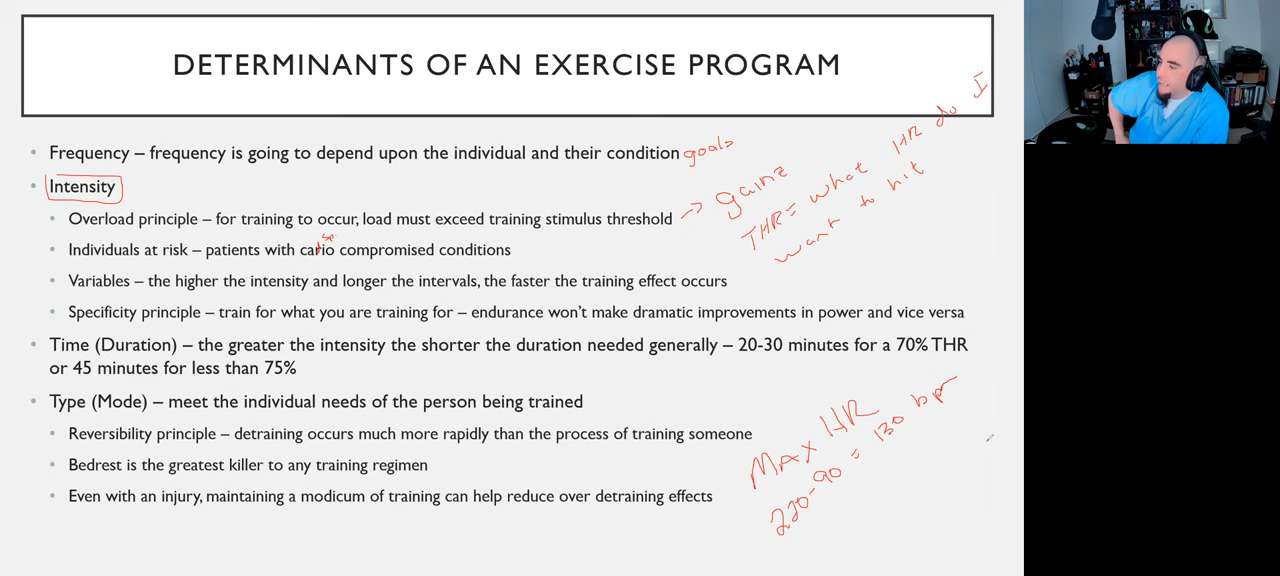 DETERMINANTS OF AN EXERCISE PROGRAM
Frequency – frequency is going to depend upon the individual and their condition goals
Intensity
Overload principle – for training to occur, load must exceed training stimulus threshold → gainz
THR = what HR do I
want to hit
Individuals at risk – patients with cario compromised conditions
Variables – the higher the intensity and longer the intervals, the faster the training effect occurs
Specificity principle – train for what you are training for – endurance won't make dramatic improvements in power and vice versa
Time (Duration) – the greater the intensity the shorter the duration needed generally – 20-30 minutes for a 70% THR
or 45 minutes for less than 75%
Type (Mode) – meet the individual needs of the person being trained
Reversibility principle – detraining occurs much more rapidly than the process of training someone
Bedrest is the greatest killer to any training regimen
Even with an injury, maintaining a modicum of training can help reduce over detraining effects
MAX HR
220-90 = 130 bpm